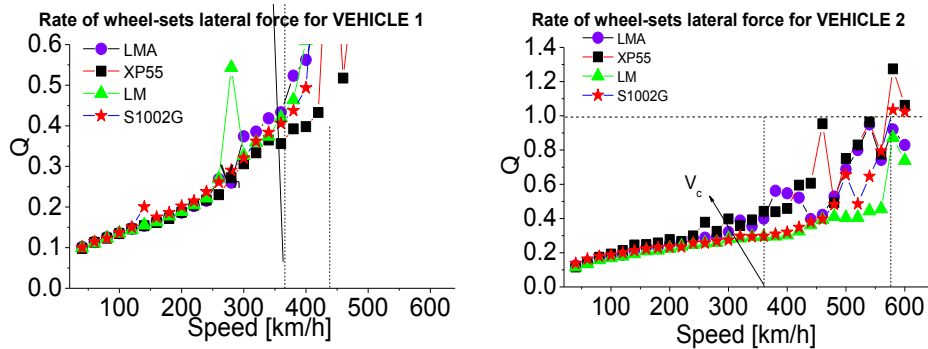 Rate of wheel-sets lateral force for VEHICLE 1
0.6
0.5
0.4
0.3
0.2
0.1
0.0
Q
LMA
XP55
LM
S1002G
100 200 300 400 500 600
Speed [km/h]
Rate of wheel-sets lateral force for VEHICLE 2
1.4
1.2
1.0
0.8
0.6
0.4
0.2
0.0
Q
LMA
XP55
LM
S1002G
Vc
100 200 300 400 500 600
Speed [km/h]